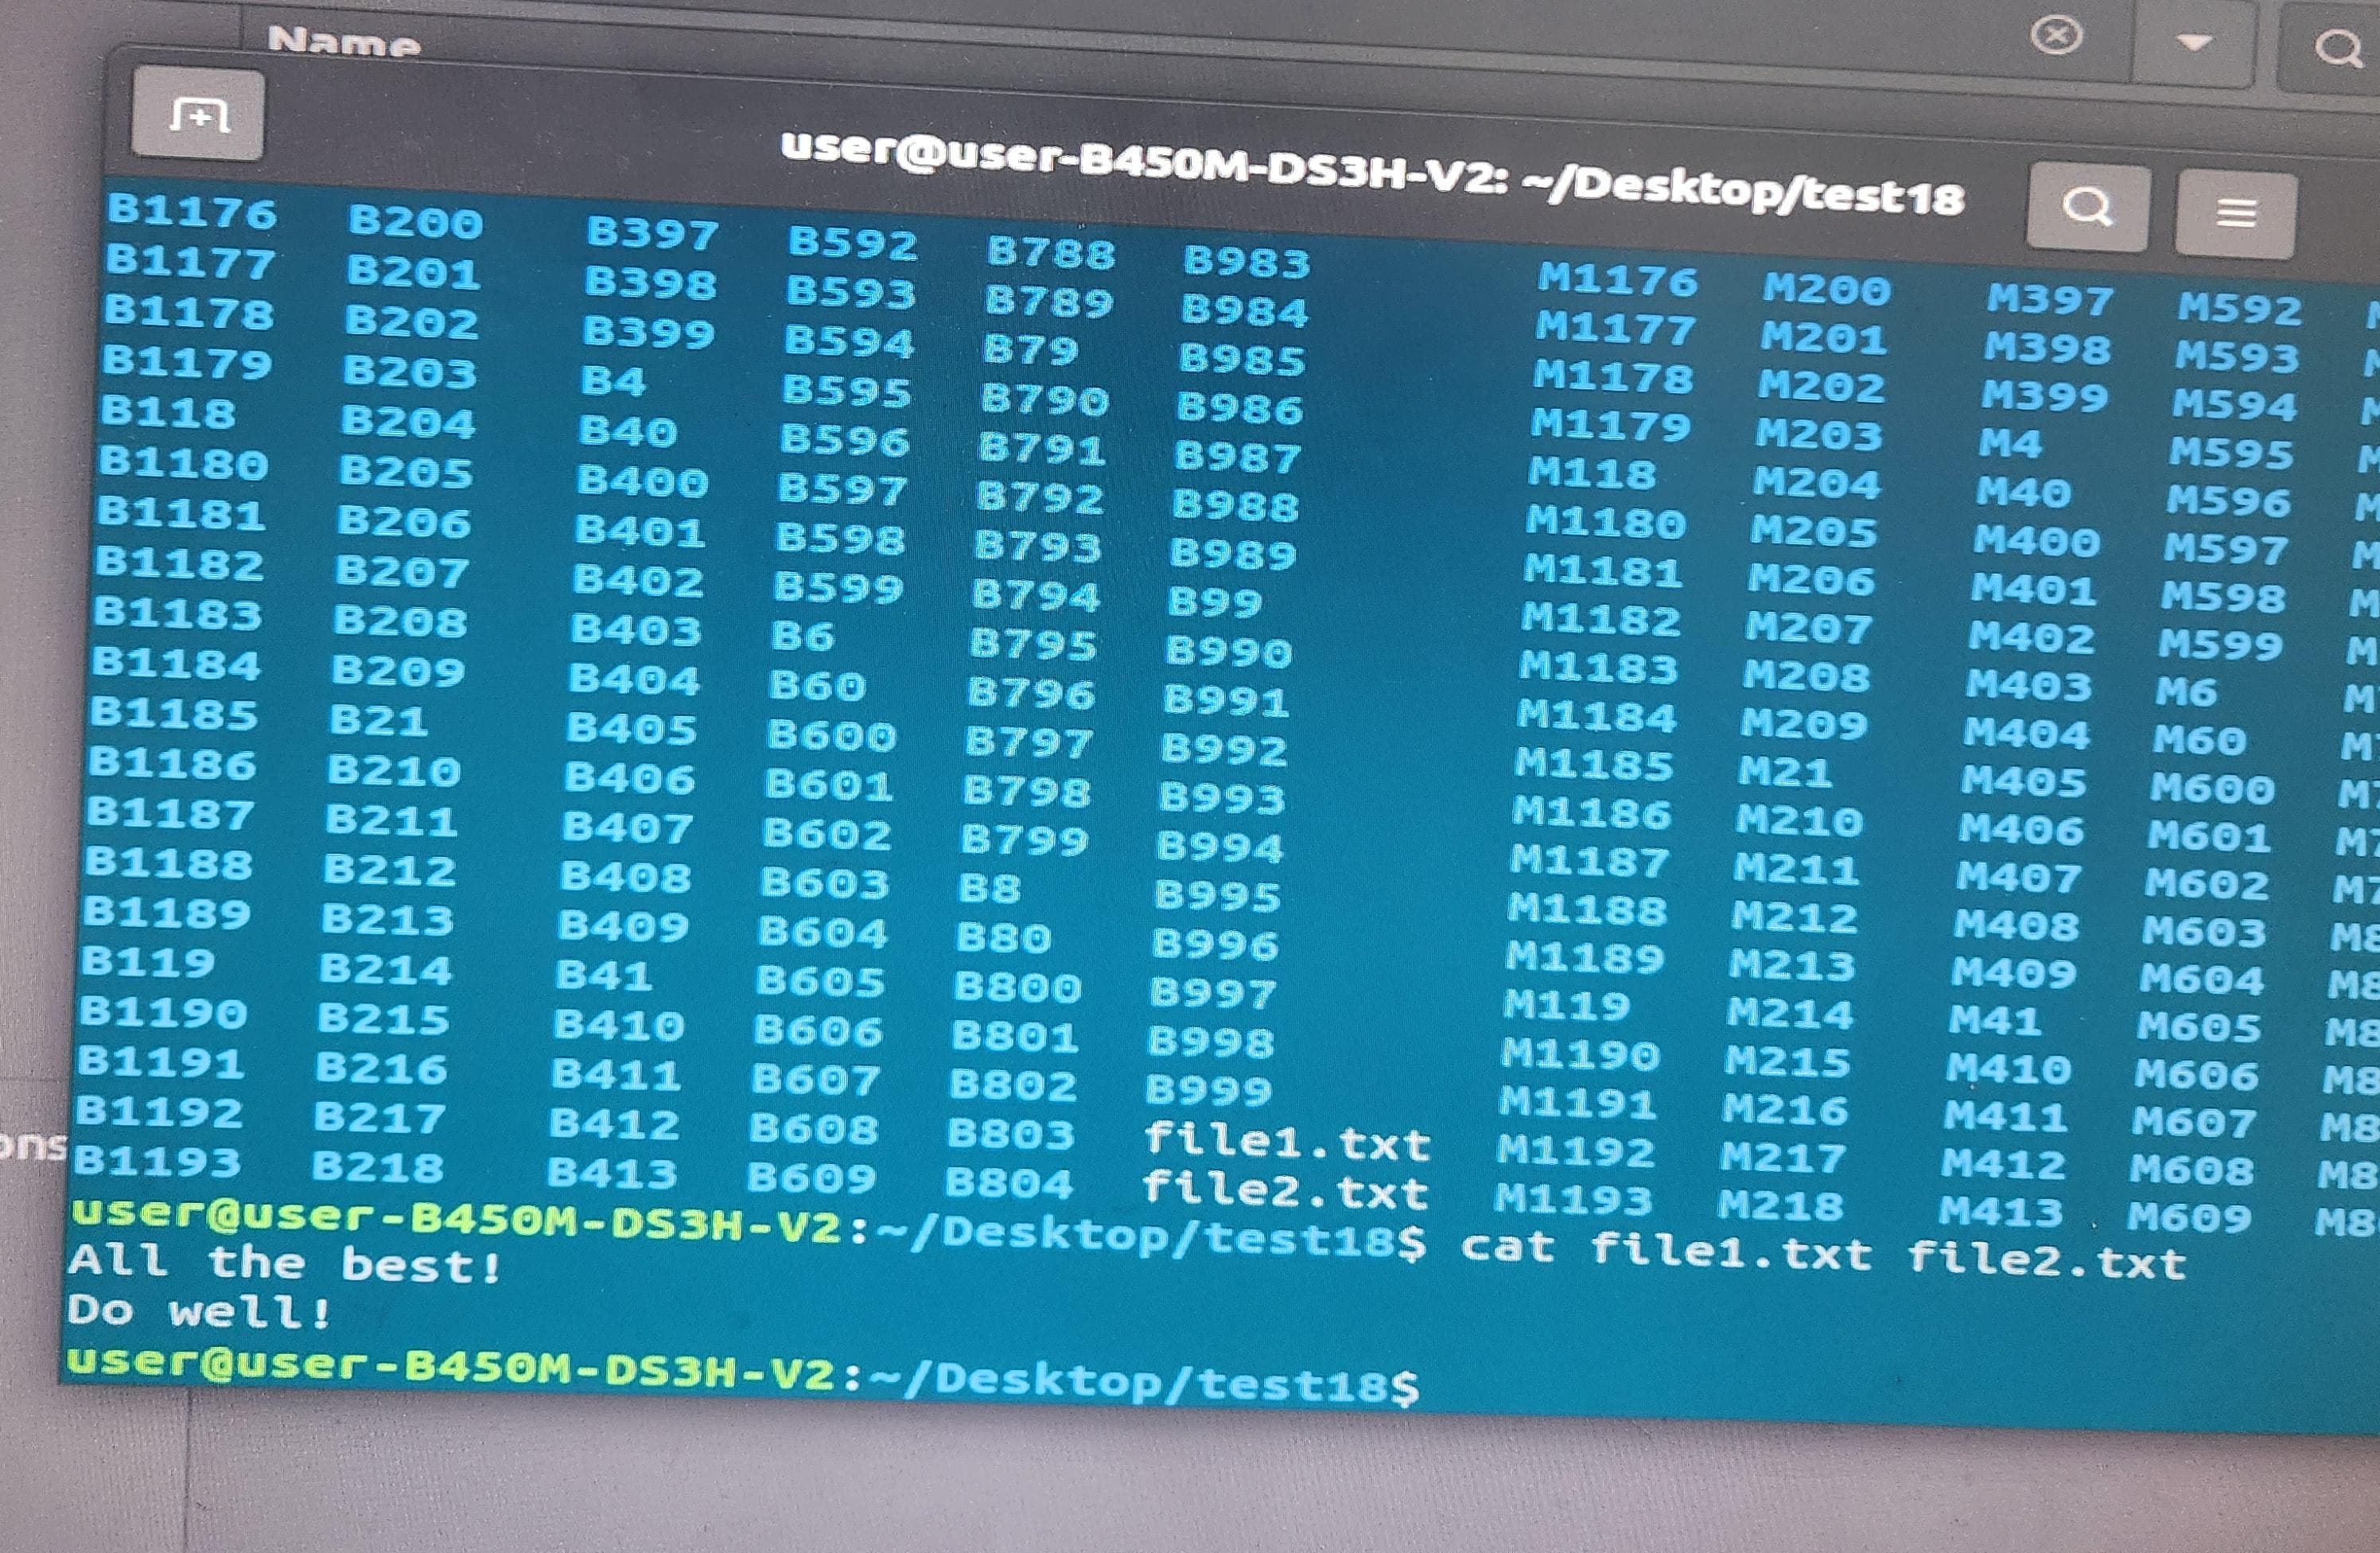 Name
user@user-B450M-DS3H-V2: ~/Desktop/test18
B1176 B200 B397 B592 B788 B983 M1176 M200 M397 M592
B1177 B201 B398 B593 B789 B984 M1177 M201 M398 M593
B1178 B202 B399 B594 B79 B985 M1178 M202 M399 M594
B1179 B203 B4 B595 B790 B986 M1179 M203 M4 M595
B118 B204 B40 B596 B791 B987 M118 M204 M40 M596
B1180 B205 B400 B597 B792 B988 M1180 M205 M400 M597
B1181 B206 B401 B598 B793 B989 M1181 M206 M401 M598
B1182 B207 B402 B599 B794 B99 M1182 M207 M402 M599
B1183 B208 B403 B6 B795 B990 M1183 M208 M403 M6
B1184 B209 B404 B60 B796 B991 M1184 M209 M404 M60
B1185 B21 B405 B600 B797 B992 M1185 M21 M405 M600
B1186 B210 B406 B601 B798 B993 M1186 M210 M406 M601
B1187 B211 B407 B602 B799 B994 M1187 M211 M407 M602
B1188 B212 B408 B603 B8 B995 M1188 M212 M408 M603
B1189 B213 B409 B604 B80 B996 M1189 M213 M409 M604
B119 B214 B41 B605 B800 B997 M119 M214 M41 M605
B1190 B215 B410 B606 B801 B998 M1190 M215 M410 M606
B1191 B216 B411 B607 B802 B999 M1191 M216 M411 M607
B1192 B217 B412 B608 B803 file1.txt M1192 M217 M412 M608
B1193 B218 B413 B609 B804 file2.txt M1193 M218 M413 M609
user@user-B450M-DS3H-V2:~/Desktop/test18$ cat file1.txt file2.txt
All the best!
Do well!
user@user-B450M-DS3H-V2:~/Desktop/test18$